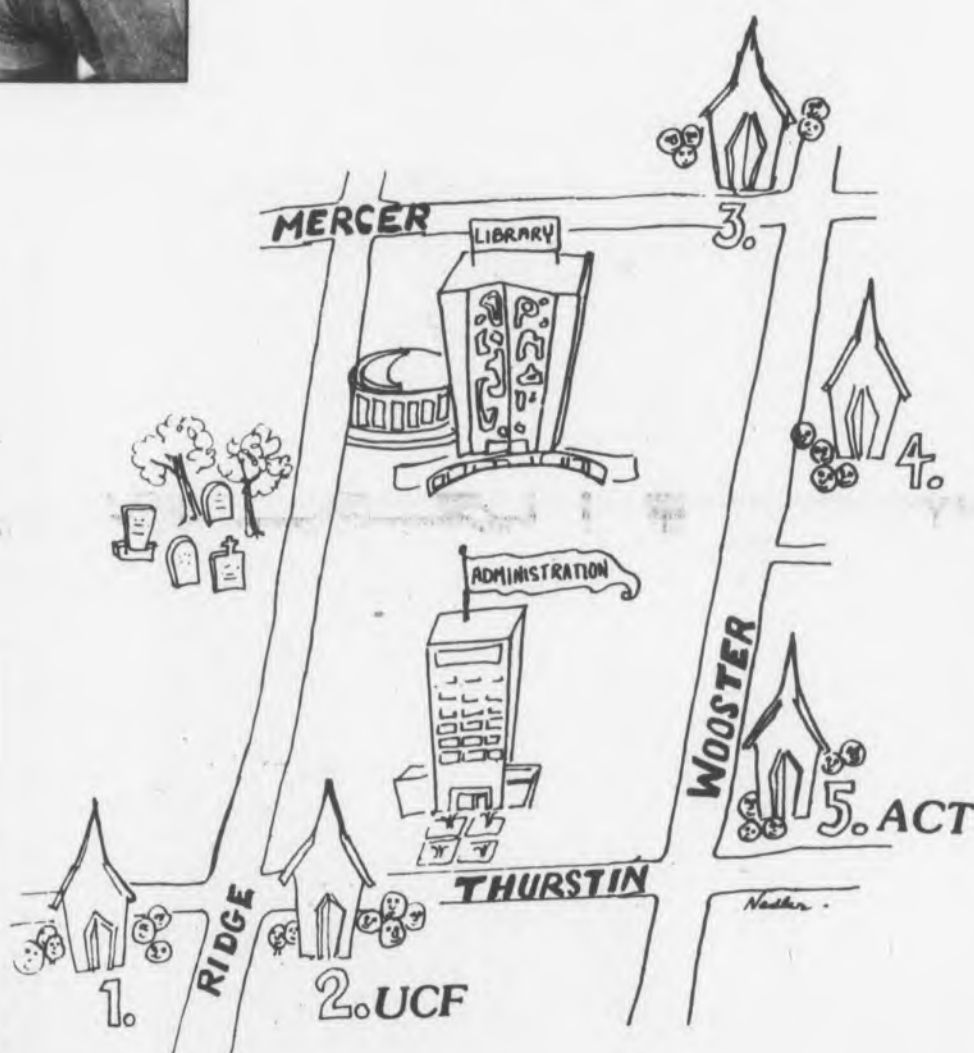 MERCER
LIBRARY
3.
4.
ADMINISTRATION
WOOSTER
5. ACT
THURSTIN
RIDGE
1.
2. UCF